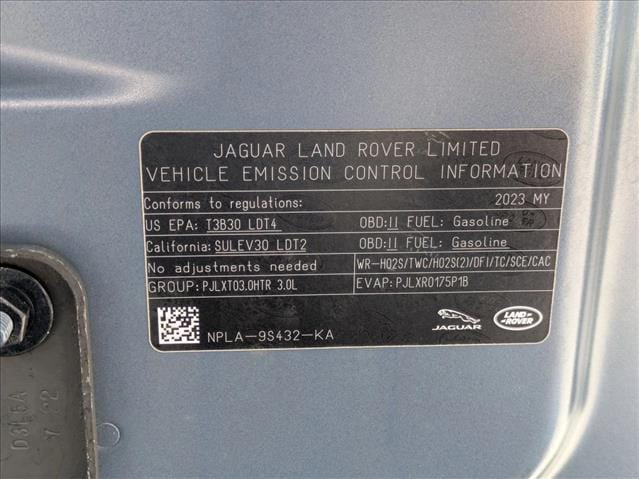 JAGUAR LAND ROVER LIMITED
VEHICLE EMISSION CONTROL INFORMATION
Conforms to regulations: 2023 MY
US EPA: T3B30 LDT4 OBD:II FUEL: Gasoline
California: SULEV30 LDT2 OBD:II FUEL: Gasoline
No adjustments needed WR-HO2S/TWC/HO2S(2)/DFI/TC/SCE/CAC
GROUP: PJLXT03.0HTR 3.0L EVAP: PJLXR0175P1B
NPLA-9S432-KA
JAGUAR
LAND-
ROVER